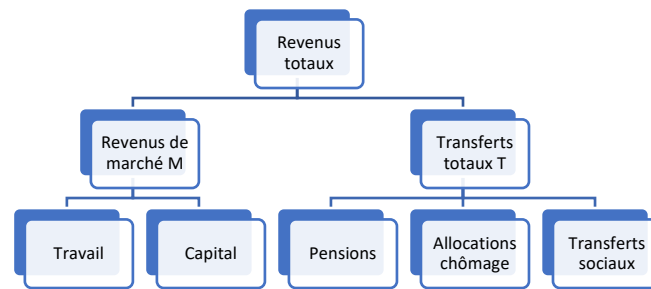 Revenus
totaux
Revenus de
marché M
Transferts
totaux T
Travail
Capital
Pensions
Allocations
chômage
Transferts
sociaux